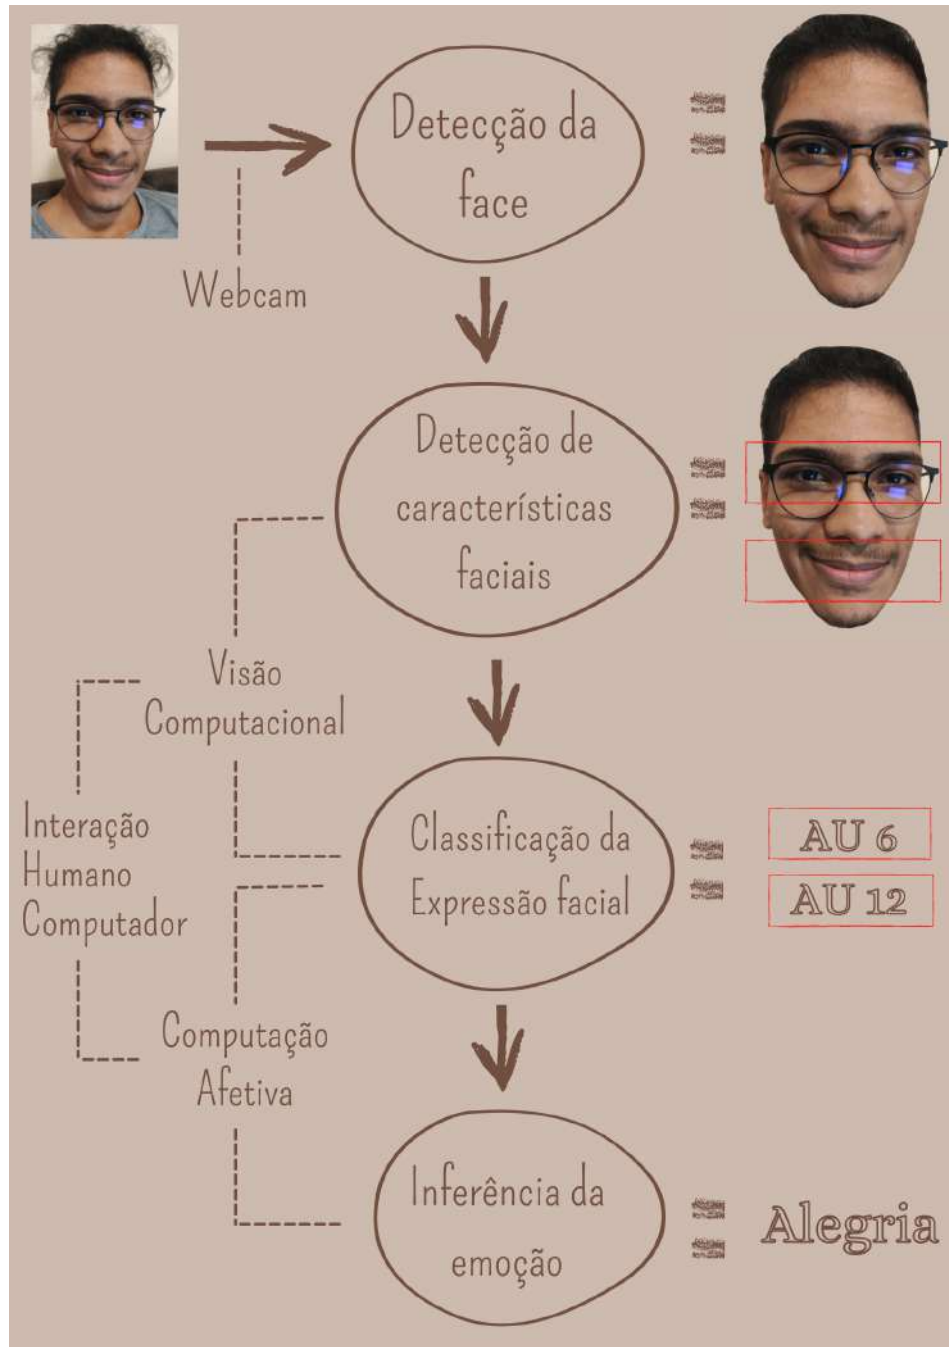 Detecção da
face
Webcam
Detecção de
características
faciais
Visão
Computacional
Interação
Humano
Computador
Classificação da
Expressão facial
AU 6
AU 12
Computação
Afetiva
Inferência da
emoção
Alegria